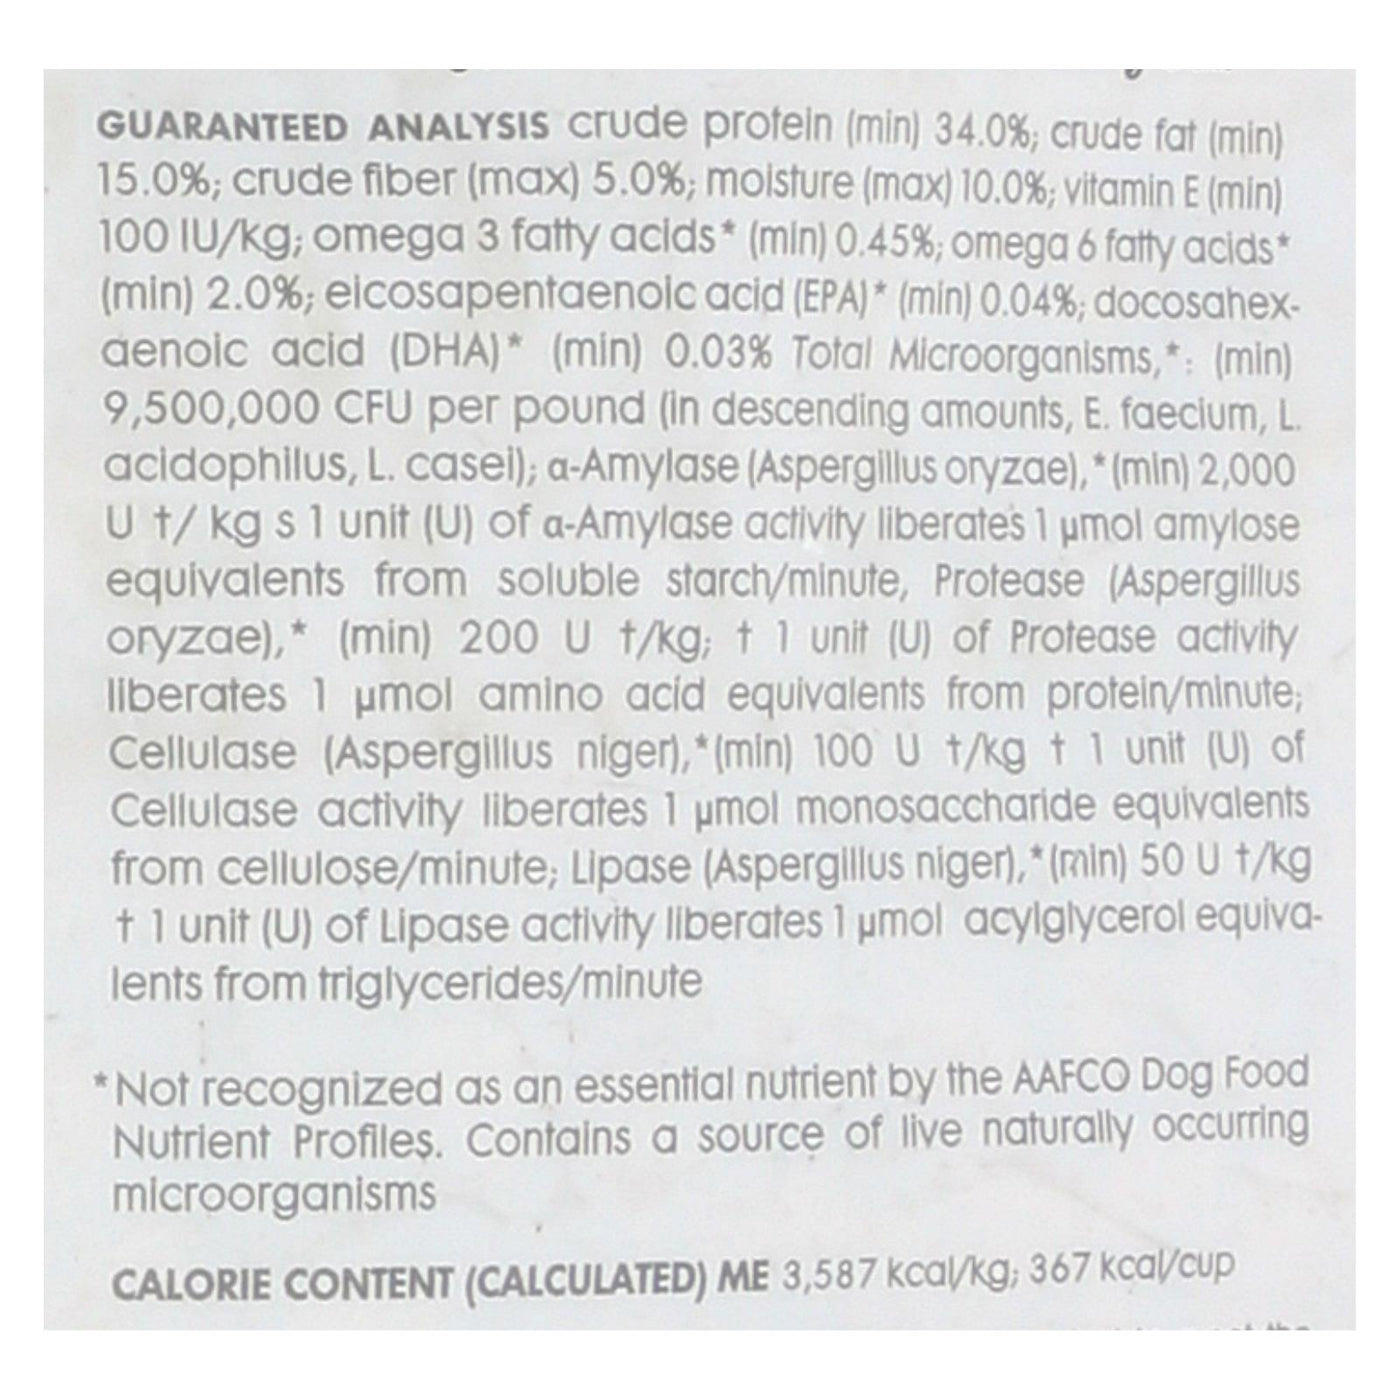 GUARANTEED ANALYSIS crude protein (min) 34.0%; crude fat (min)
15.0%; crude fiber (max) 5.0%; moisture (max) 10.0%; vitamin E (min)
100 IU/kg; omega 3 fatty acids* (min) 0.45%; omega 6 fatty acids*
(min) 2.0%; eicosapentaenoic acid (EPA)* (min) 0.04%; docosahex-
aenoic acid (DHA)* (min) 0.03% Total Microorganisms,*: (min)
9,500,000 CFU per pound (in descending amounts, E. faecium, L.
acidophilus, L. casei); α-Amylase (Aspergillus oryzae),* (min) 2,000
U †/ kg s 1 unit (U) of α-Amylase activity liberates 1 µmol amylose
equivalents from soluble starch/minute, Protease (Aspergillus
oryzae),* (min) 200 U †/kg; † 1 unit (U) of Protease activity
liberates 1 µmol amino acid equivalents from protein/minute;
Cellulase (Aspergillus niger),*(min) 100 U †/kg † 1 unit (U) of
Cellulase activity liberates 1 µmol monosaccharide equivalents
from cellulose/minute; Lipase (Aspergillus niger),*(min) 50 U †/kg
† 1 unit (U) of Lipase activity liberates 1 µmol acylglycerol equiva-
lents from triglycerides/minute
*Not recognized as an essential nutrient by the AAFCO Dog Food
Nutrient Profiles. Contains a source of live naturally occurring
microorganisms
CALORIE CONTENT (CALCULATED) ME 3,587 kcal/kg; 367 kcal/cup